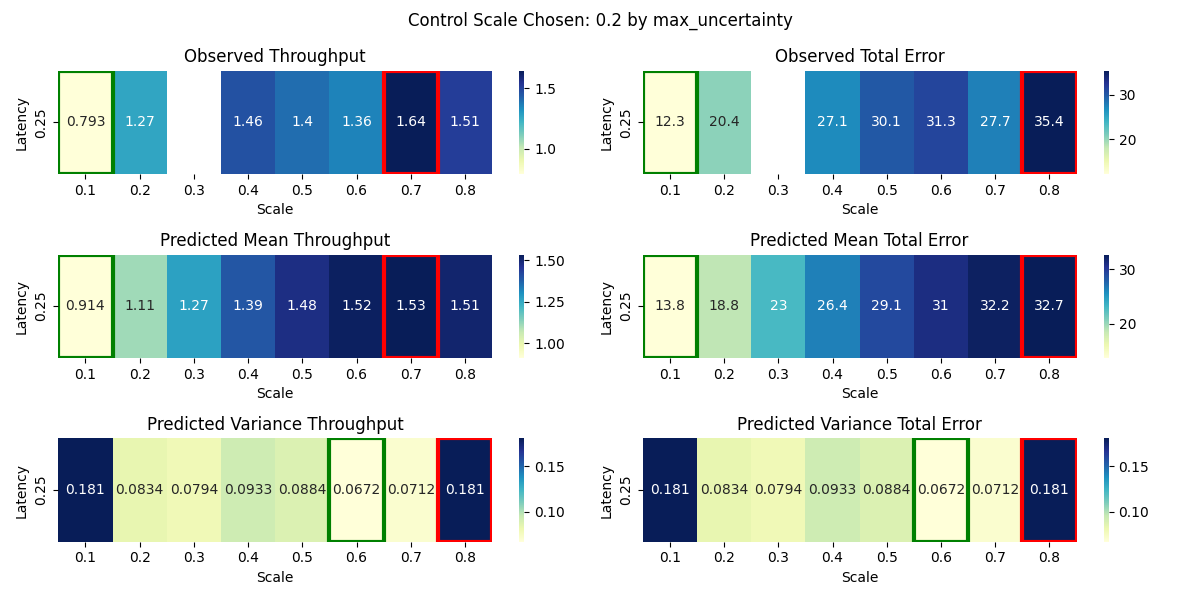 Control Scale Chosen: 0.2 by max_uncertainty
Observed Throughput
Latency
0.25
0.793 1.27 1.46 1.4 1.36 1.64 1.51
1.5
1.0
0.1 0.2 0.3 0.4 0.5 0.6 0.7 0.8
Scale
Observed Total Error
Latency
0.25
12.3 20.4 27.1 30.1 31.3 27.7 35.4
30
20
0.1 0.2 0.3 0.4 0.5 0.6 0.7 0.8
Scale
Predicted Mean Throughput
Latency
0.25
0.914 1.11 1.27 1.39 1.48 1.52 1.53 1.51
1.50
1.25
1.00
0.1 0.2 0.3 0.4 0.5 0.6 0.7 0.8
Scale
Predicted Mean Total Error
Latency
0.25
13.8 18.8 23 26.4 29.1 31 32.2 32.7
30
20
0.1 0.2 0.3 0.4 0.5 0.6 0.7 0.8
Scale
Predicted Variance Throughput
Latency
0.25
0.181 0.0834 0.0794 0.0933 0.0884 0.0672 0.0712 0.181
0.15
0.10
0.1 0.2 0.3 0.4 0.5 0.6 0.7 0.8
Scale
Predicted Variance Total Error
Latency
0.25
0.181 0.0834 0.0794 0.0933 0.0884 0.0672 0.0712 0.181
0.15
0.10
0.1 0.2 0.3 0.4 0.5 0.6 0.7 0.8
Scale